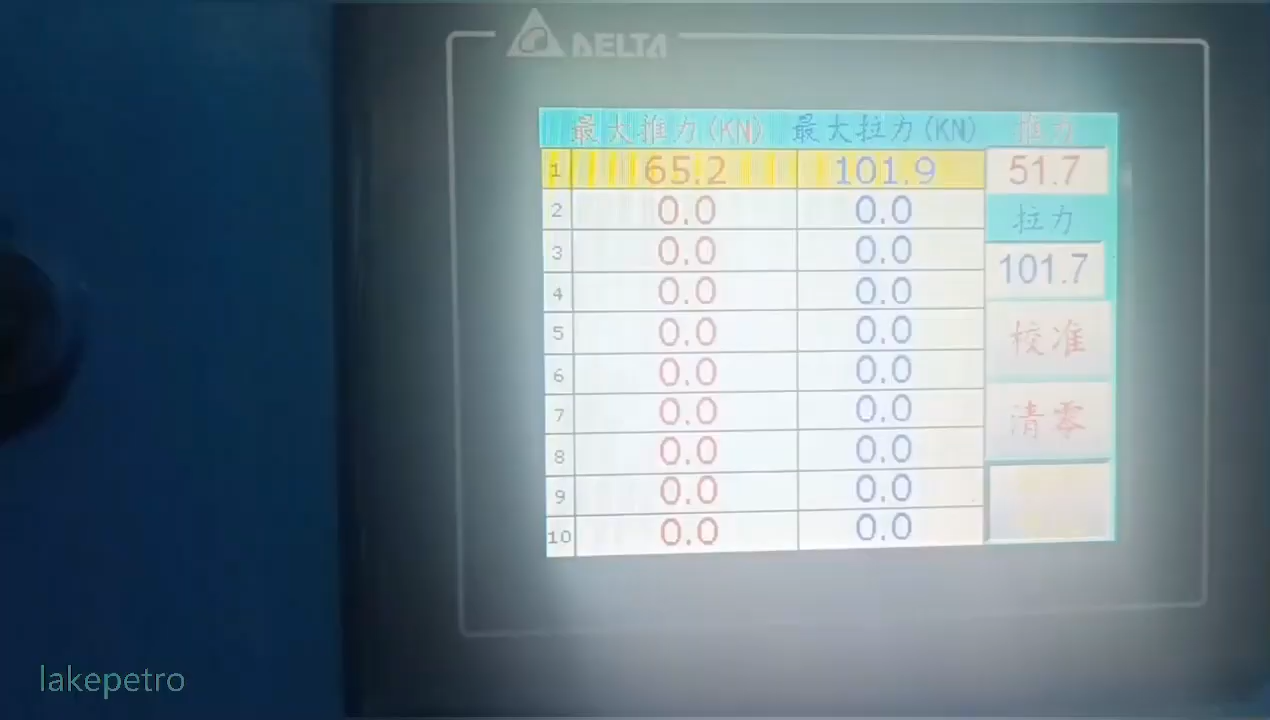 DELTA
最大推力(KN) 最大拉力(KN) 推力
1 65.2 101.9 51.7
2 0.0 0.0 拉力
3 0.0 0.0 101.7
4 0.0 0.0
5 0.0 0.0 校准
6 0.0 0.0
7 0.0 0.0 清零
8 0.0 0.0
9 0.0 0.0
10 0.0 0.0
lakepetro